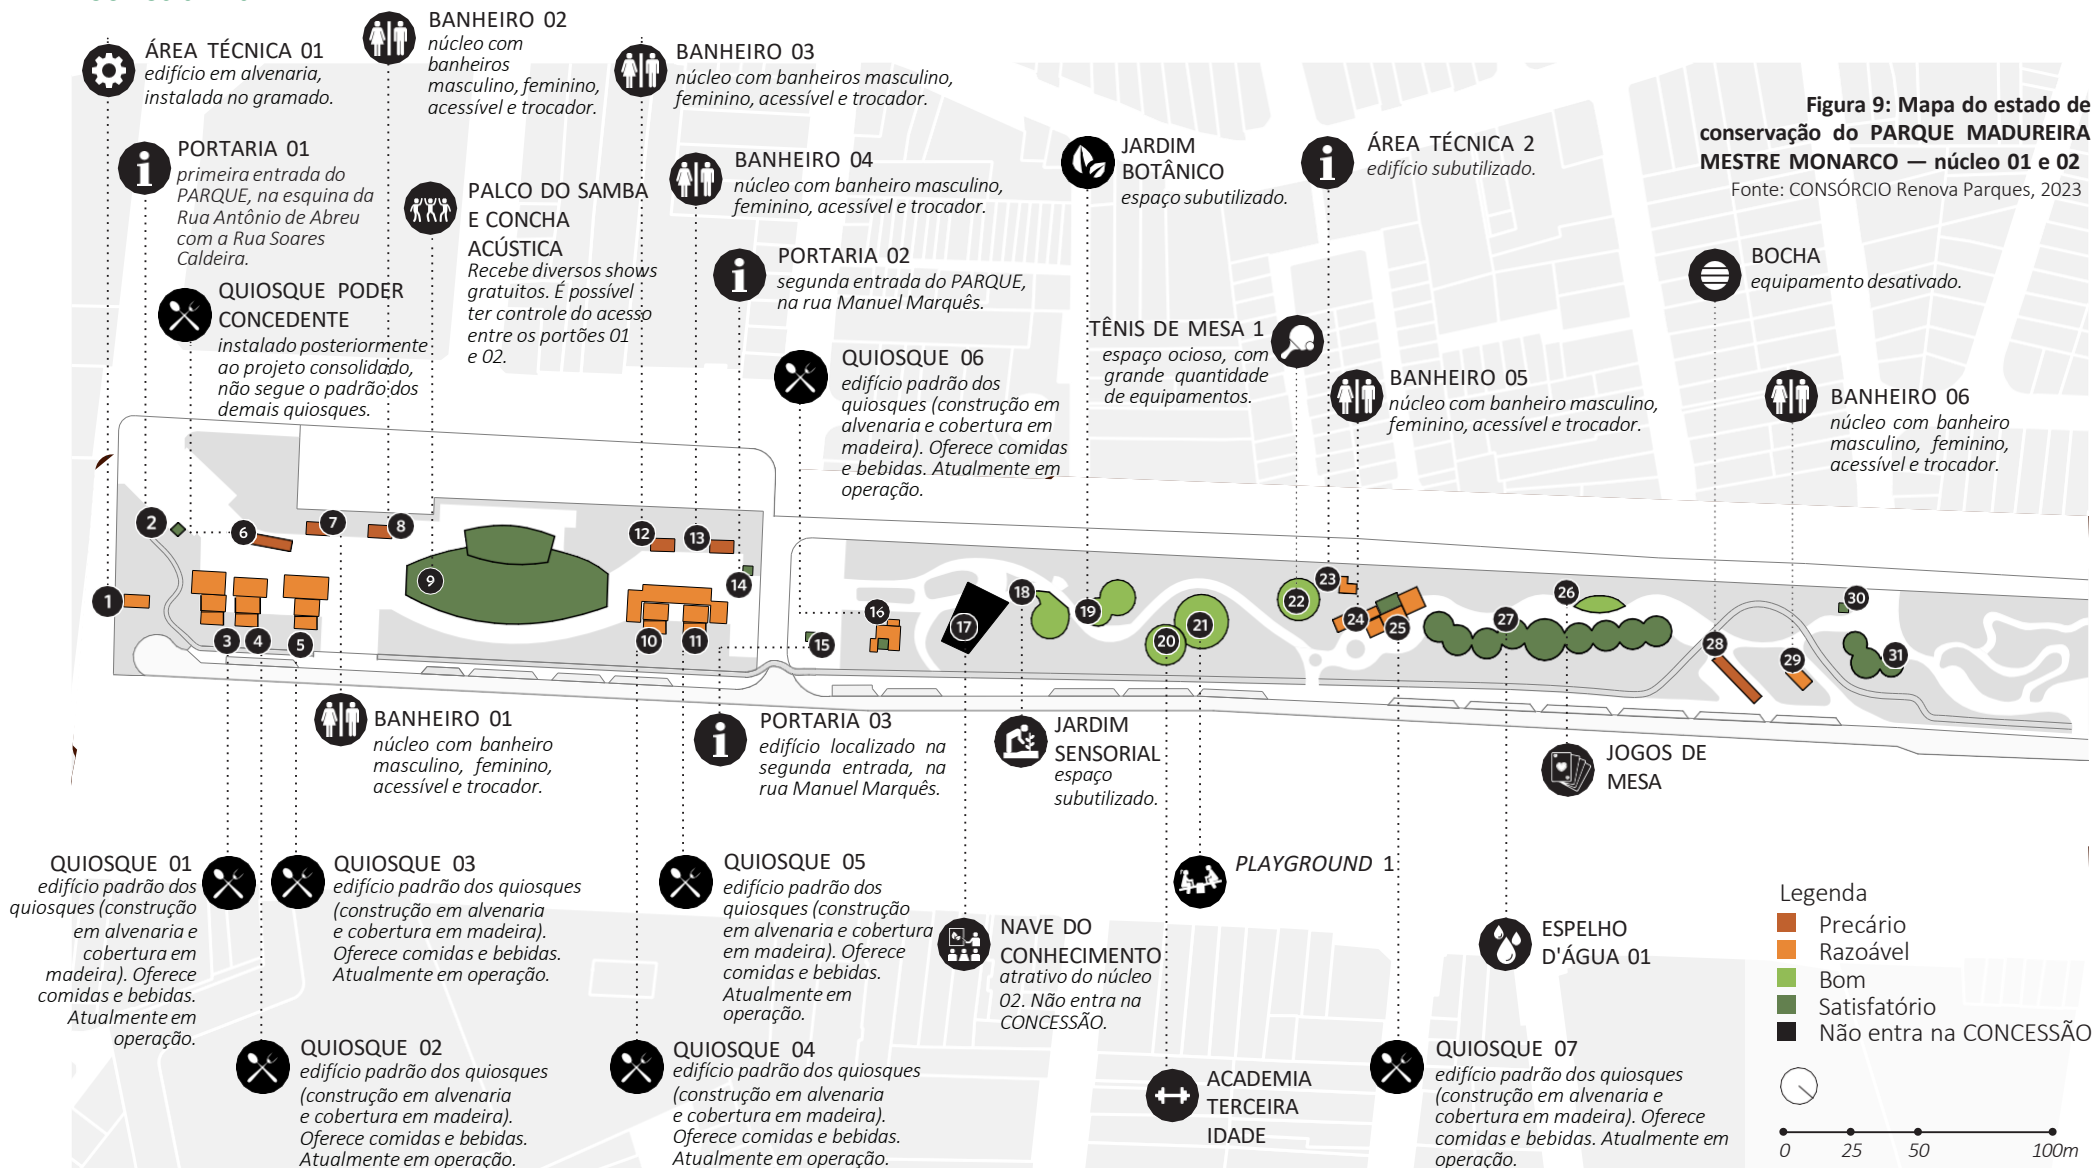 ÁREA TÉCNICA 01
edifício em alvenaria,
instalada no gramado.
BANHEIRO 02
núcleo com
banheiros
masculino, feminino,
acessível e trocador.
BANHEIRO 03
núcleo com banheiros masculino,
feminino, acessível e trocador.
Figura 9: Mapa do estado de
conservação do PARQUE MADUREIRA
MESTRE MONARCO — núcleo 01 e 02
Fonte: CONSÓRCIO Renova Parques, 2023
PORTARIA 01
primeira entrada do
PARQUE, na esquina da
Rua Antônio de Abreu
com a Rua Soares
Caldeira.
PALCO DO SAMBA
E CONCHA
ACÚSTICA
Recebe diversos shows
gratuitos. É possível
ter controle do acesso
entre os portões 01
e 02.
BANHEIRO 04
núcleo com banheiro masculino,
feminino, acessível e trocador.
JARDIM
BOTÂNICO
espaço subutilizado.
ÁREA TÉCNICA 2
edifício subutilizado.
QUIOSQUE PODER
CONCEDENTE
instalado posteriormente
ao projeto consolidado,
não segue o padrão dos
demais quiosques.
PORTARIA 02
segunda entrada do PARQUE,
na rua Manuel Marquês.
BOCHA
equipamento desativado.
QUIOSQUE 06
edifício padrão dos
quiosques (construção em
alvenaria e cobertura em
madeira). Oferece comidas
e bebidas. Atualmente em
operação.
TÊNIS DE MESA 1
espaço ocioso, com
grande quantidade
de equipamentos.
BANHEIRO 05
núcleo com banheiro masculino,
feminino, acessível e trocador.
BANHEIRO 06
núcleo com banheiro
masculino, feminino,
acessível e trocador.
1
2
3
4
5
6
7
8
9
10
11
12
13
14
15
16
17
18
19
20
21
22
23
24
25
26
27
28
29
30
31
BANHEIRO 01
núcleo com banheiro
masculino, feminino,
acessível e trocador.
PORTARIA 03
edifício localizado na
segunda entrada, na
rua Manuel Marquês.
JARDIM
SENSORIAL
espaço
subutilizado.
JOGOS DE
MESA
QUIOSQUE 01
edifício padrão dos
quiosques (construção
em alvenaria e
cobertura em
madeira). Oferece
comidas e bebidas.
Atualmente em
operação.
QUIOSQUE 03
edifício padrão dos quiosques
(construção em alvenaria
e cobertura em madeira).
Oferece comidas e bebidas.
Atualmente em operação.
QUIOSQUE 05
edifício padrão dos
quiosques (construção
em alvenaria e cobertura
em madeira). Oferece
comidas e bebidas.
Atualmente em
operação.
NAVE DO
CONHECIMENTO
atrativo do núcleo
02. Não entra na
CONCESSÃO.
PLAYGROUND 1
ESPELHO
D'ÁGUA 01
QUIOSQUE 02
edifício padrão dos quiosques
(construção em alvenaria
e cobertura em madeira).
Oferece comidas e bebidas.
Atualmente em operação.
QUIOSQUE 04
edifício padrão dos quiosques
(construção em alvenaria
e cobertura em madeira).
Oferece comidas e bebidas.
Atualmente em operação.
ACADEMIA
TERCEIRA
IDADE
QUIOSQUE 07
edifício padrão dos quiosques
(construção em alvenaria e
cobertura em madeira). Oferece
comidas e bebidas. Atualmente em
operação.
Legenda
Precário
Razoável
Bom
Satisfatório
Não entra na CONCESSÃO
0 25 50 100m